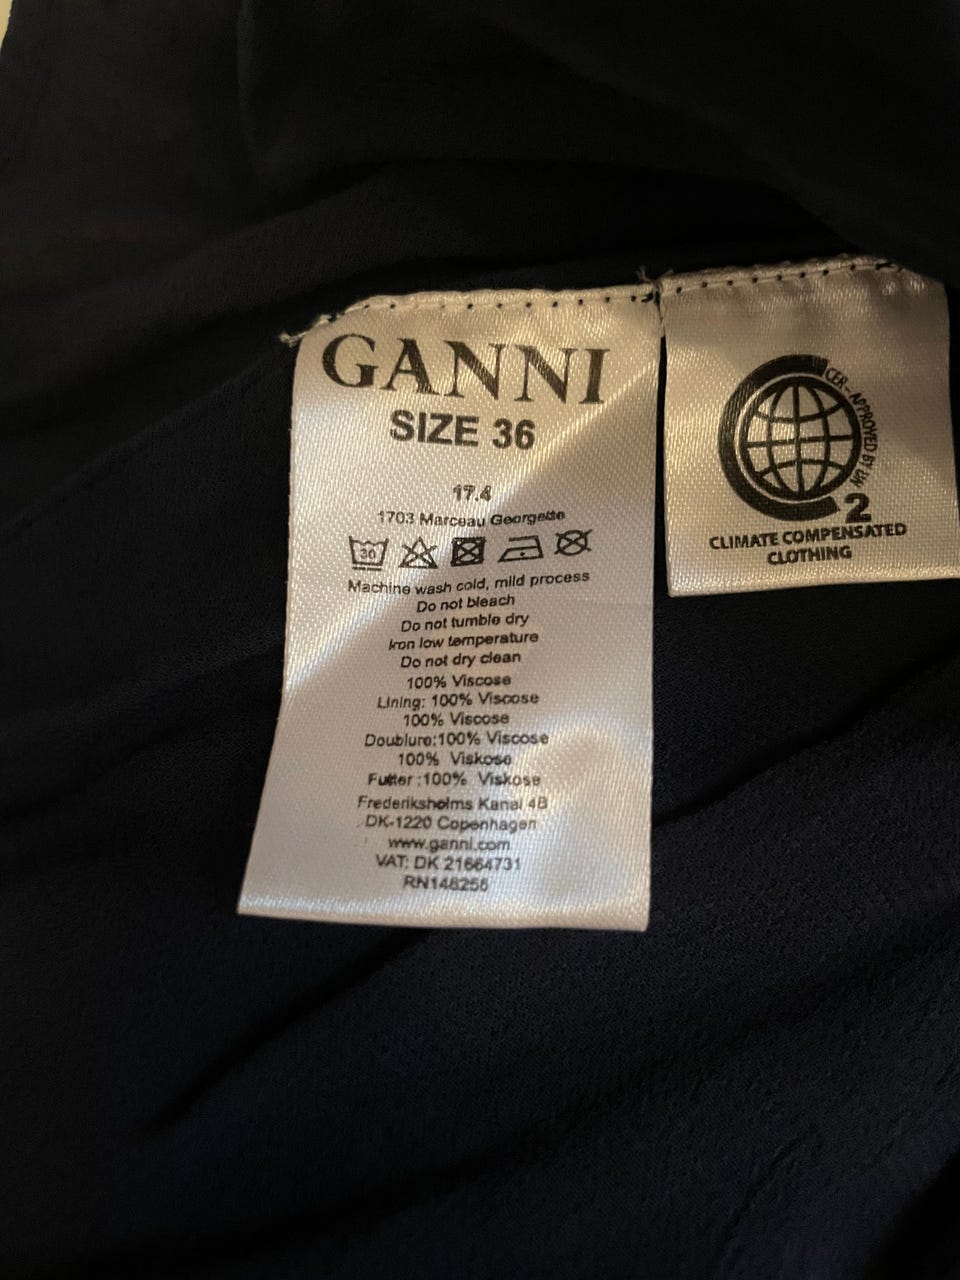 GANNI
SIZE 36
17.4
1703 Marceau Georgette
30
Machine wash cold, mild process
Do not bleach
Do not tumble dry
Iron low temperature
Do not dry clean
100% Viscose
Lining: 100% Viscose
100% Viscose
Doublure:100% Viscose
100% Viskose
Futter :100% Viskose
Frederiksholms Kanal 4B
DK-1220 Copenhagen
www.ganni.com
VAT: DK 21664731
RN146256
CER - APPROVED BY UN
2
CLIMATE COMPENSATED
CLOTHING